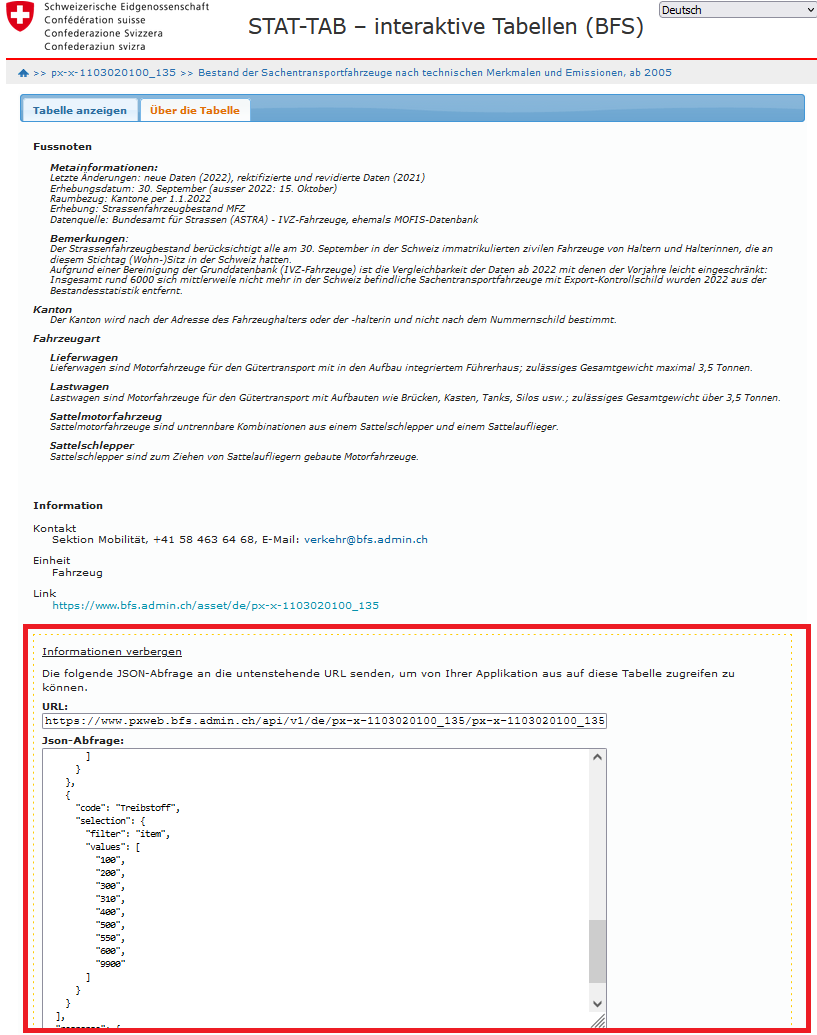 Schweizerische Eidgenossenschaft
Confédération suisse
Confederazione Svizzera
Confederaziun svizra
STAT-TAB – interaktive Tabellen (BFS)
Deutsch
>> px-x-1103020100_135 >> Bestand der Sachentransportfahrzeuge nach technischen Merkmalen und Emissionen, ab 2005
Tabelle anzeigen
Über die Tabelle
Fussnoten
Metainformationen:
Letzte Änderungen: neue Daten (2022), rektifizierte und revidierte Daten (2021)
Erhebungsdatum: 30. September (ausser 2022: 15. Oktober)
Raumbezug: Kantone per 1.1.2022
Erhebung: Strassenfahrzeugbestand MFZ
Datenquelle: Bundesamt für Strassen (ASTRA) - IVZ-Fahrzeuge, ehemals MOFIS-Datenbank
Bemerkungen:
Der Strassenfahrzeugbestand berücksichtigt alle am 30. September in der Schweiz immatrikulierten zivilen Fahrzeuge von Haltern und Halterinnen, die an
diesem Stichtag (Wohn-)Sitz in der Schweiz hatten.
Aufgrund einer Bereinigung der Grunddatenbank (IVZ-Fahrzeuge) ist die Vergleichbarkeit der Daten ab 2022 mit denen der Vorjahre leicht eingeschränkt:
Insgesamt rund 6000 sich mittlerweile nicht mehr in der Schweiz befindliche Sachentransportfahrzeuge mit Export-Kontrollschild wurden 2022 aus der
Bestandesstatistik entfernt.
Kanton
Der Kanton wird nach der Adresse des Fahrzeughalters oder der -halterin und nicht nach dem Nummernschild bestimmt.
Fahrzeugart
Lieferwagen
Lieferwagen sind Motorfahrzeuge für den Gütertransport mit in den Aufbau integriertem Führerhaus; zulässiges Gesamtgewicht maximal 3,5 Tonnen.
Lastwagen
Lastwagen sind Motorfahrzeuge für den Gütertransport mit Aufbauten wie Brücken, Kasten, Tanks, Silos usw.; zulässiges Gesamtgewicht über 3,5 Tonnen.
Sattelmotorfahrzeug
Sattelmotorfahrzeuge sind untrennbare Kombinationen aus einem Sattelschlepper und einem Sattelauflieger.
Sattelschlepper
Sattelschlepper sind zum Ziehen von Sattelaufliegern gebaute Motorfahrzeuge.
Information
Kontakt
Sektion Mobilität, +41 58 463 64 68, E-Mail: verkehr@bfs.admin.ch
Einheit
Fahrzeug
Link
https://www.bfs.admin.ch/asset/de/px-x-1103020100_135
Informationen verbergen
Die folgende JSON-Abfrage an die untenstehende URL senden, um von Ihrer Applikation aus auf diese Tabelle zugreifen zu
können.
URL:
https://www.pxweb.bfs.admin.ch/api/v1/de/px-x-1103020100_135/px-x-1103020100_135
Json-Abfrage:
]
}
},
{
"code": "Treibstoff",
"selection": {
"filter": "item",
"values": [
"100",
"200",
"300",
"310",
"400",
"500",
"550",
"600",
"9900"
]
}
}
],